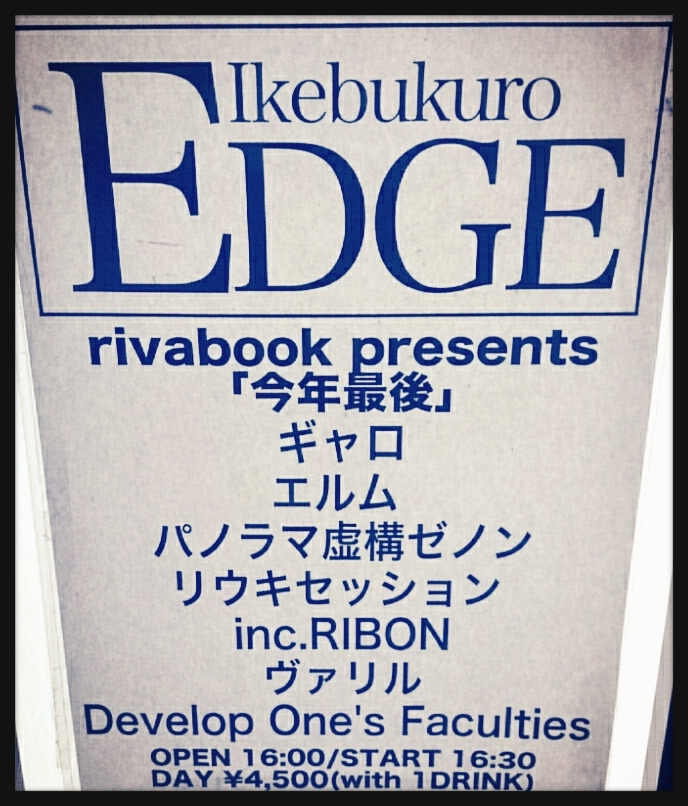 Ikebukuro
EDGE
rivabook presents
「今年最後」
ギャロ
エルム
パノラマ虚構ゼノン
リウキセッション
inc.RIBON
ヴァリル
Develop One's Faculties
OPEN 16:00/START 16:30
DAY ¥4,500(with 1DRINK)